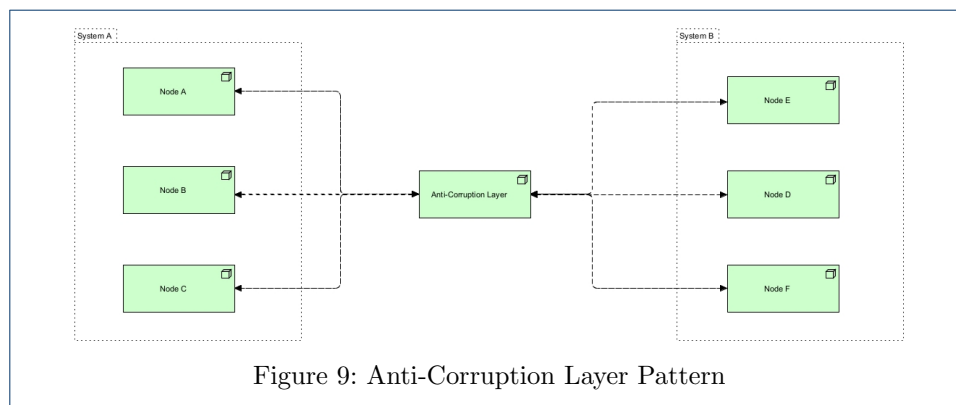 System A
System B
Node A
Node E
Node B
Anti-Corruption Layer
Node D
Node C
Node F
Figure 9: Anti-Corruption Layer Pattern